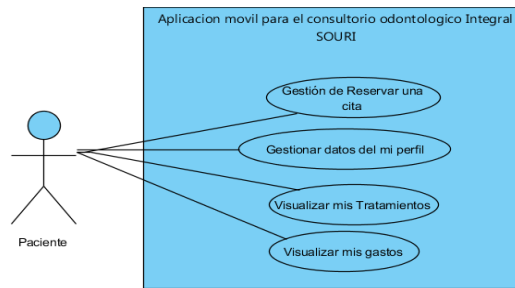 Aplicacion movil para el consultorio odontologico Integral
SOURI
Gestión de Reservar una
cita
Gestionar datos del mi perfil
Visualizar mis Tratamientos
Visualizar mis gastos
Paciente